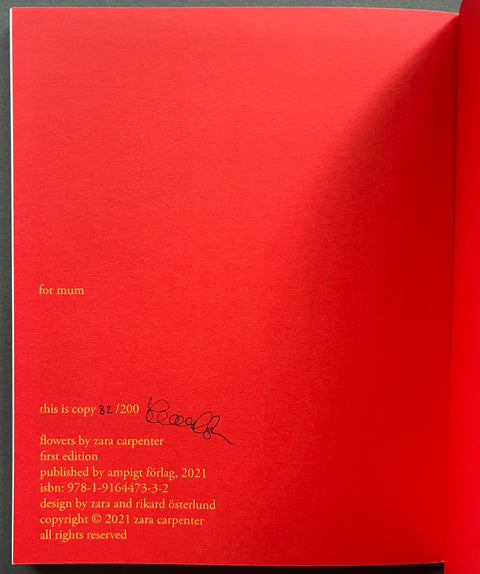 for mum
this is copy 82/200
flowers by zara carpenter
first edition
published by ampigt förlag, 2021
isbn: 978-1-9164473-3-2
design by zara and rikard österlund
copyright © 2021 zara carpenter
all rights reserved